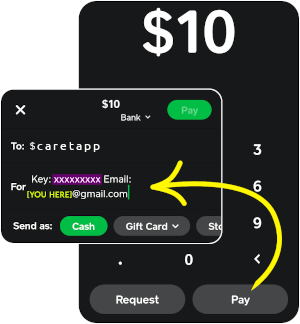 $10
$10
Bank
Pay
To: $caretapp
For Key: xxxxxxxxx Email:
[YOU HERE]@gmail.com
Send as: Cash Gift Card Sto
3
6
9
. 0 <
Request Pay